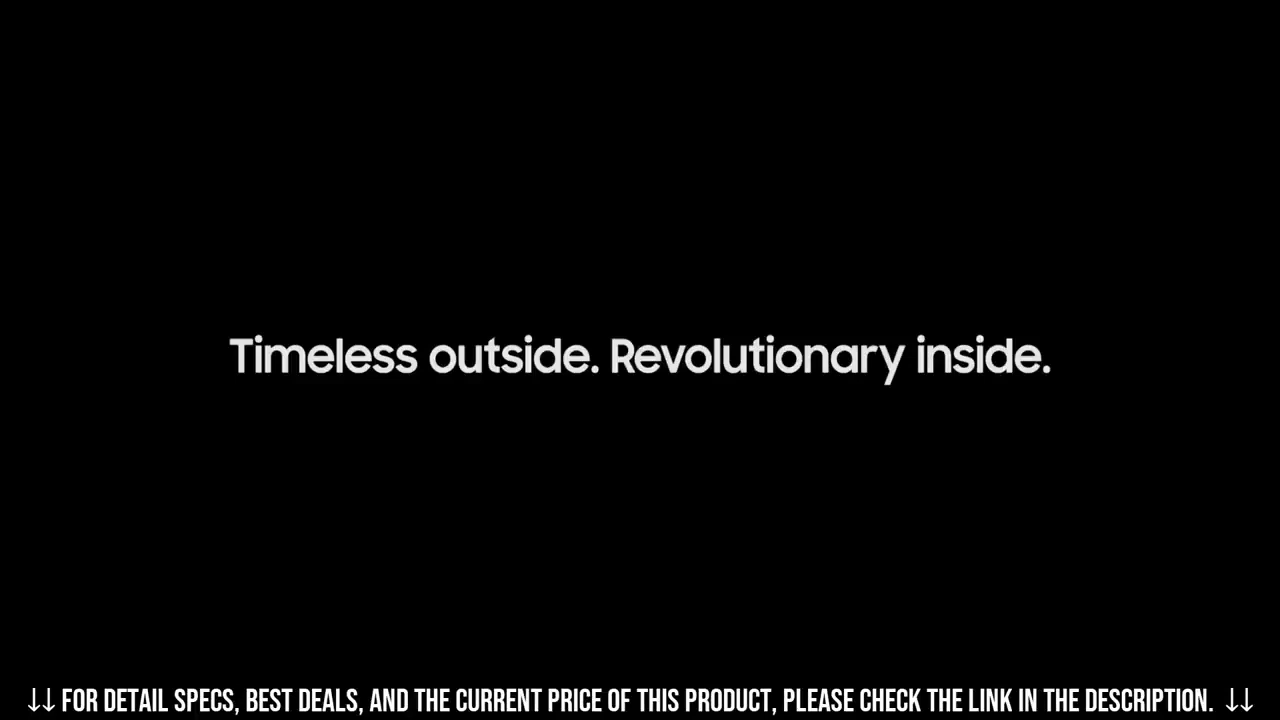 Timeless outside. Revolutionary inside.
↓↓ FOR DETAIL SPECS, BEST DEALS, AND THE CURRENT PRICE OF THIS PRODUCT, PLEASE CHECK THE LINK IN THE DESCRIPTION. ↓↓